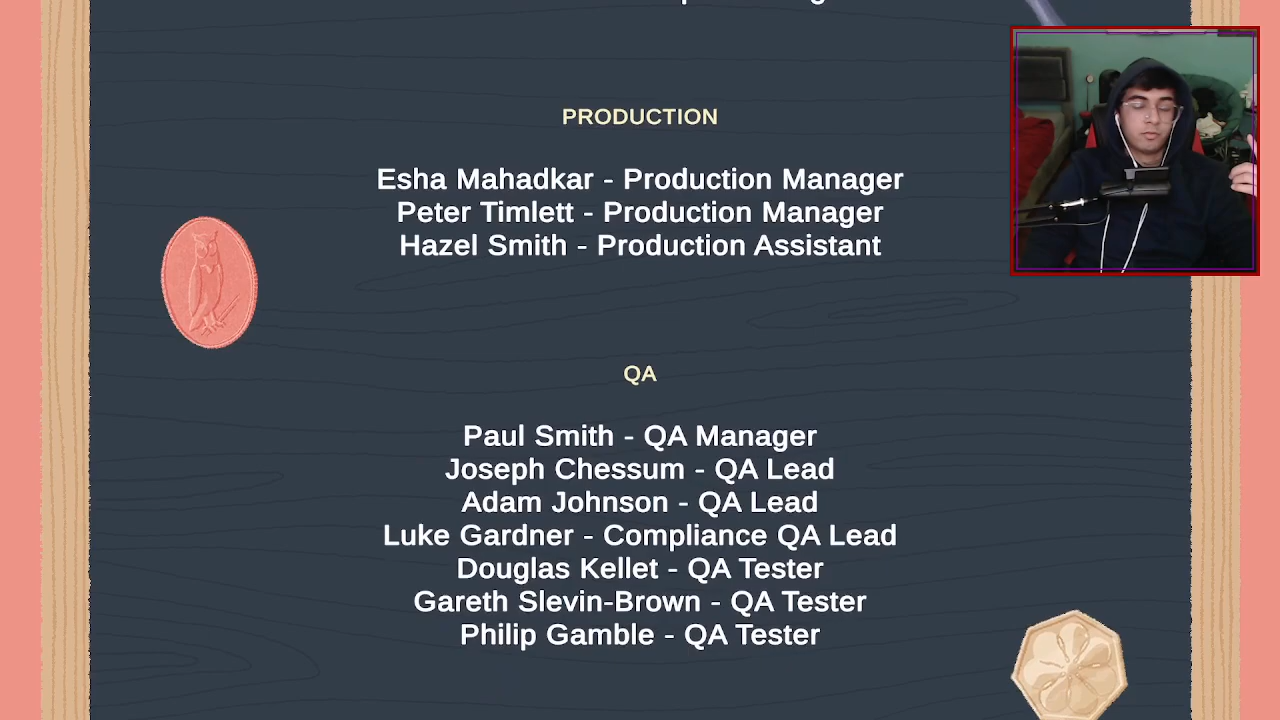 PRODUCTION
Esha Mahadkar - Production Manager
Peter Timlett - Production Manager
Hazel Smith - Production Assistant
QA
Paul Smith - QA Manager
Joseph Chessum - QA Lead
Adam Johnson - QA Lead
Luke Gardner - Compliance QA Lead
Douglas Kellet - QA Tester
Gareth Slevin-Brown - QA Tester
Philip Gamble - QA Tester